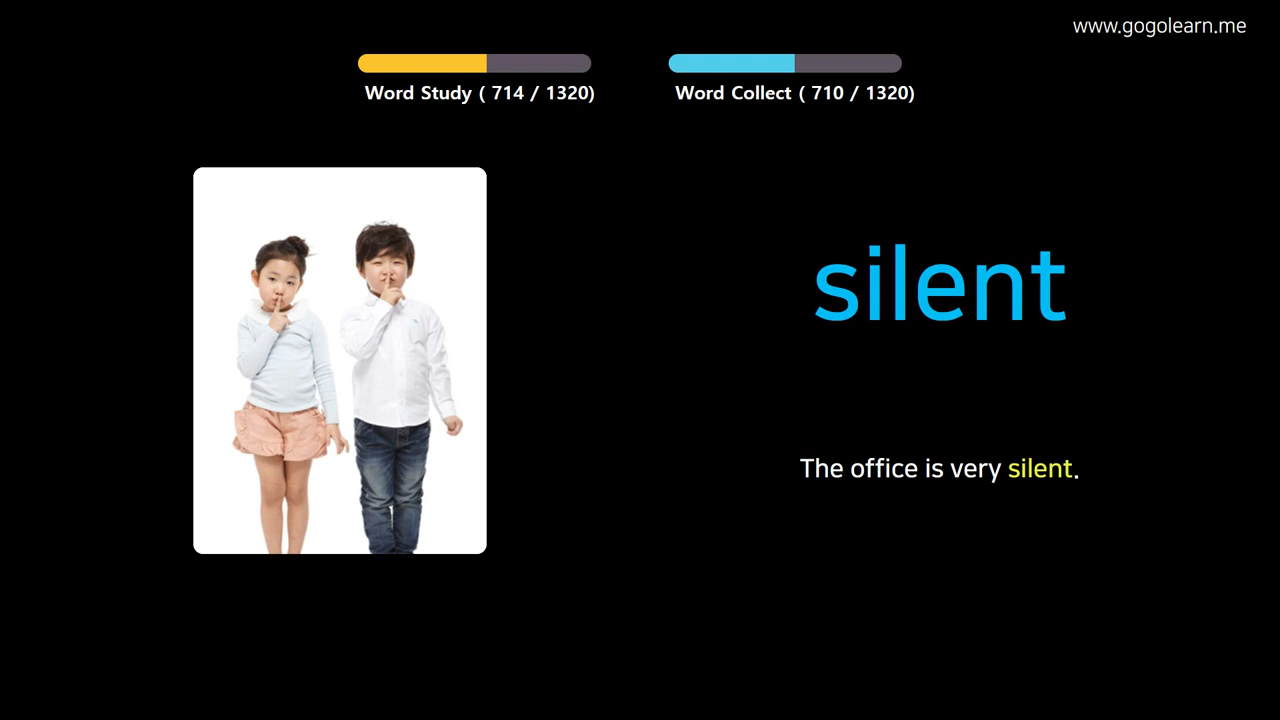 www.gogolearn.me
Word Study ( 714 / 1320)
Word Collect ( 710 / 1320)
silent
The office is very silent.